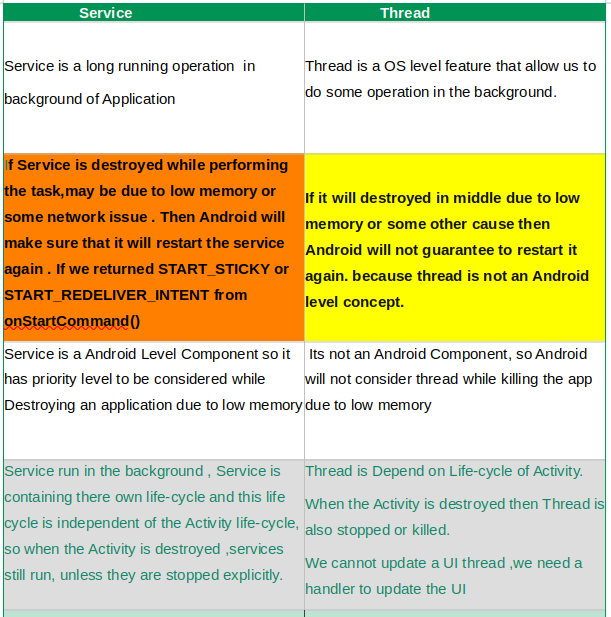 Service
Thread
Service is a long running operation  in
background of Application
Thread is a OS level feature that allow us to
do some operation in the background.
If Service is destroyed while performing
the task,may be due to low memory or
some network issue . Then Android will
make sure that it will restart the service
again . If we returned START_STICKY or
START_REDELIVER_INTENT from
onStartCommand()
If it will destroyed in middle due to low
memory or some other cause then
Android will not guarantee to restart it
again. because thread is not an Android
level concept.
Service is a Android Level Component so it
has priority level to be considered while
Destroying an application due to low memory
Its not an Android Component, so Android
will not consider thread while killing the app
due to low memory
Service run in the background , Service is
containing there own life-cycle and this life
cycle is independent of the Activity life-cycle,
so when the Activity is destroyed ,services
still run, unless they are stopped explicitly.
Thread is Depend on Life-cycle of Activity.
When the Activity is destroyed then Thread is
also stopped or killed.
We cannot update a UI thread ,we need a
handler to update the UI